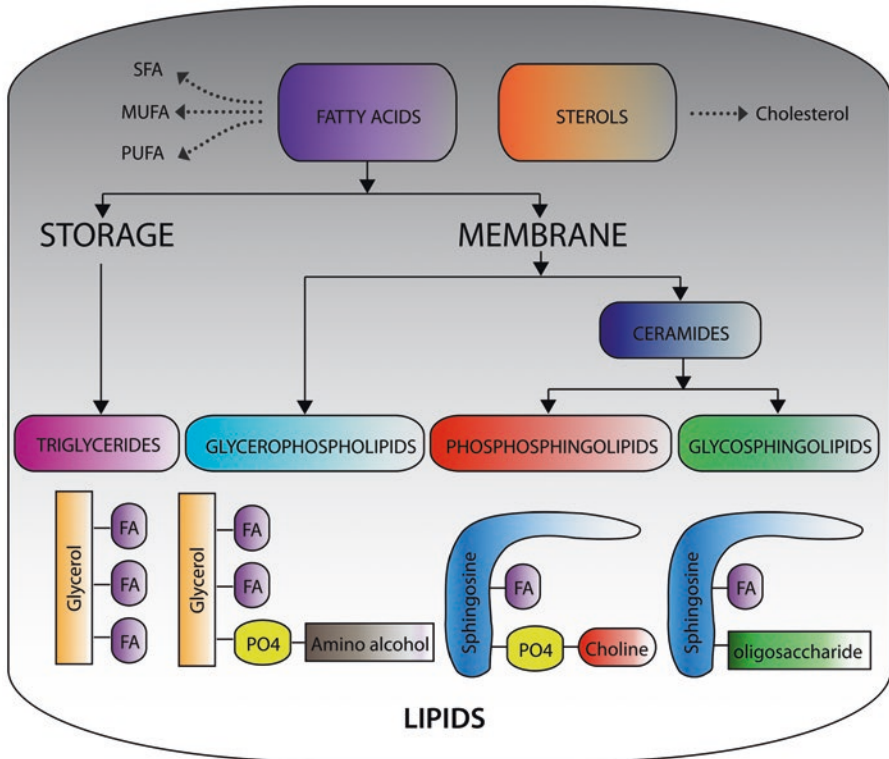 SFA
MUFA
PUFA
FATTY ACIDS
STEROLS
Cholesterol
STORAGE
MEMBRANE
CERAMIDES
TRIGLYCERIDES
GLYCEROPHOSPHOLIPIDS
PHOSPHOSPHINGOLIPIDS
GLYCOSPHINGOLIPIDS
Glycerol
FA
FA
FA
Glycerol
FA
FA
PO4
Amino alcohol
Sphingosine
FA
PO4
Choline
Sphingosine
FA
oligosaccharide
LIPIDS